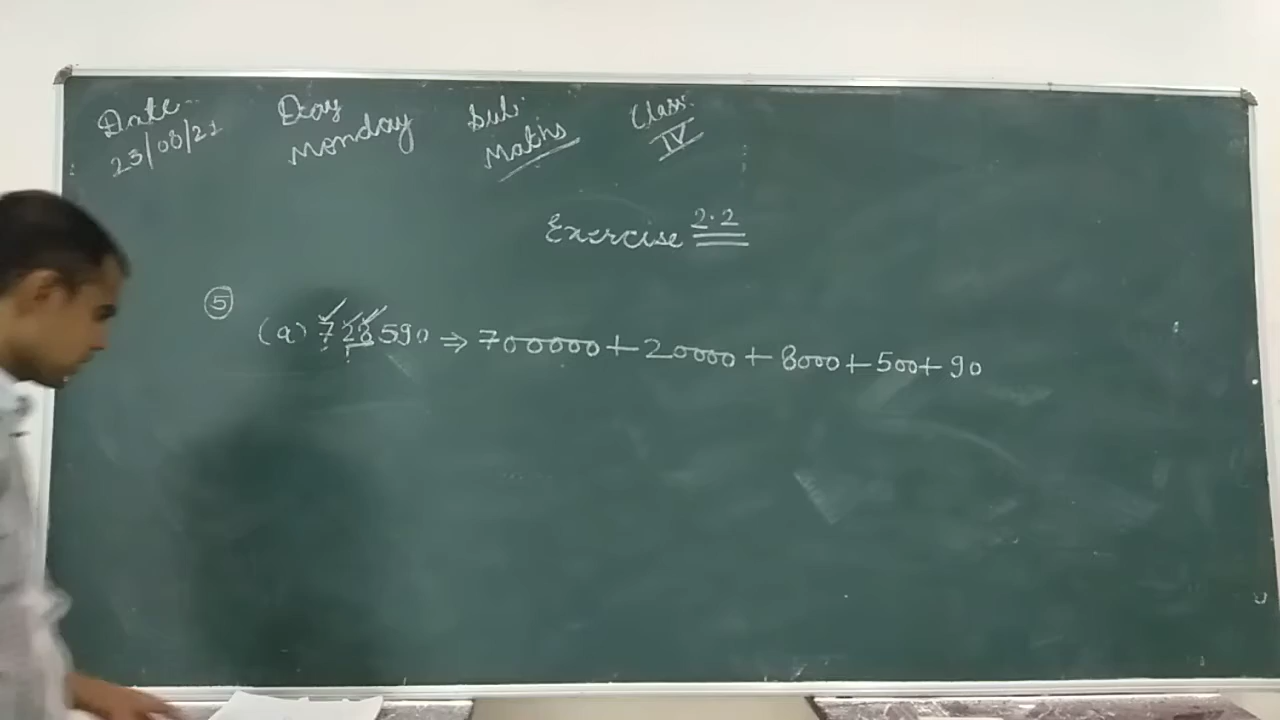 Date Day Sub: Class:
23/08/21 Monday Maths IV
Exercise 2.2
5
(a) 728590 ⇒ 700000 + 20000 + 8000 + 500 + 90